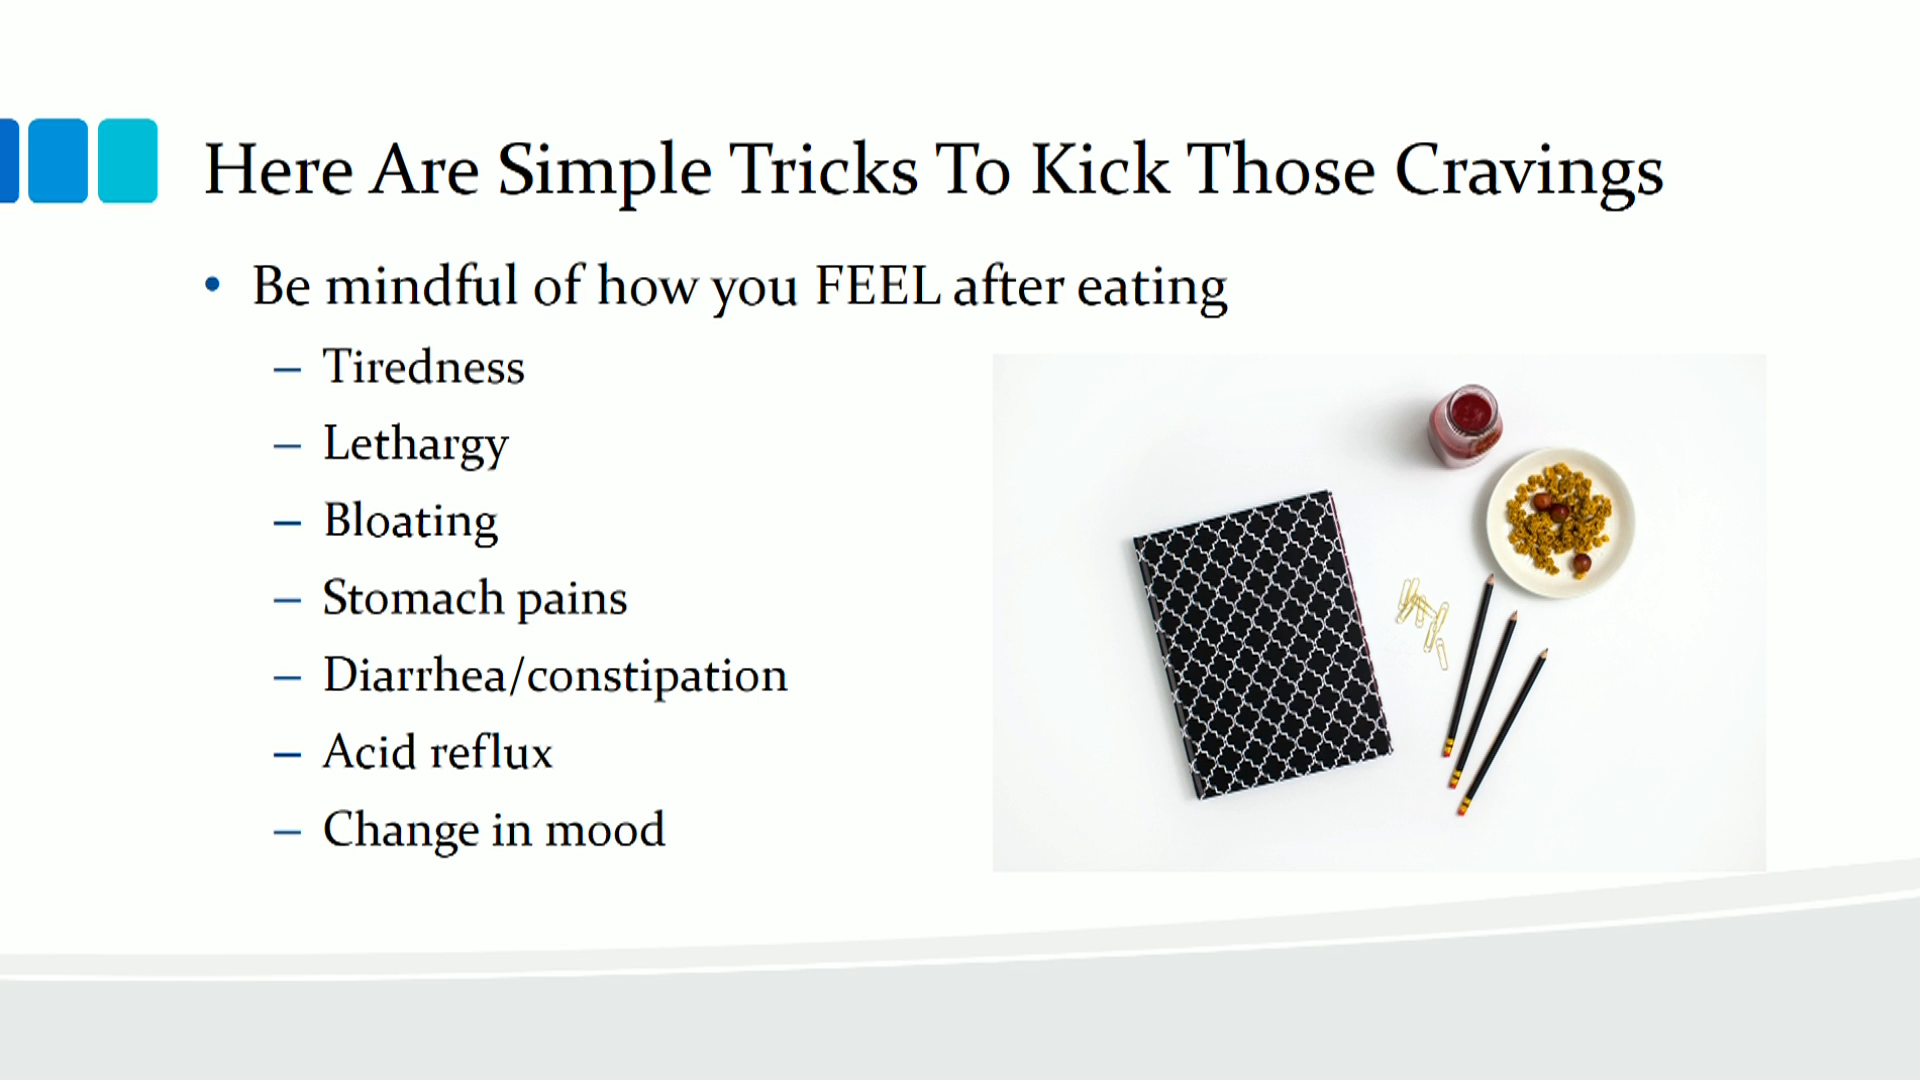 Here Are Simple Tricks To Kick Those Cravings
• Be mindful of how you FEEL after eating
– Tiredness
– Lethargy
– Bloating
– Stomach pains
– Diarrhea/constipation
– Acid reflux
– Change in mood